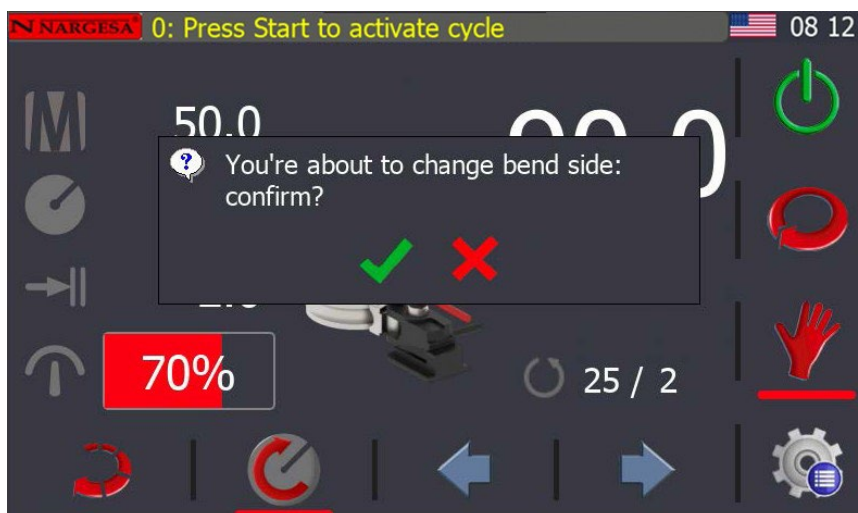 N NARGESA
0: Press Start to activate cycle
08 12
50.0
You're about to change bend side:
confirm?
70%
25 / 2